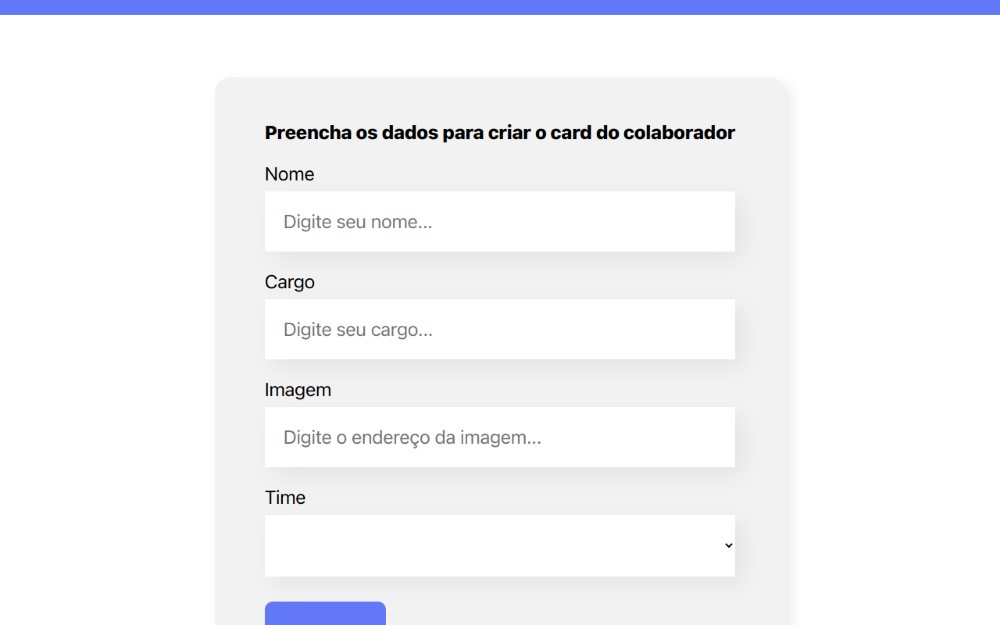 Preencha os dados para criar o card do colaborador
Nome
Digite seu nome...
Cargo
Digite seu cargo...
Imagem
Digite o endereço da imagem...
Time